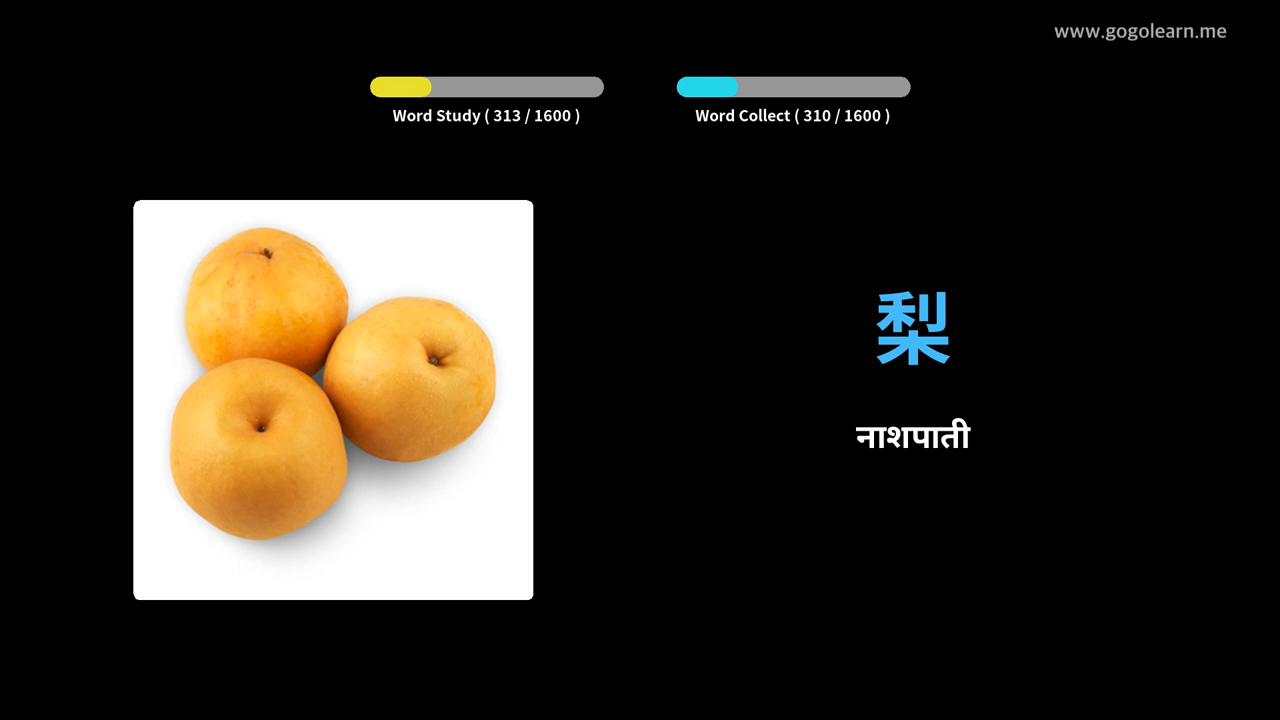 www.gogolearn.me
Word Study ( 313 / 1600 )
Word Collect ( 310 / 1600 )
梨
नाशपाती